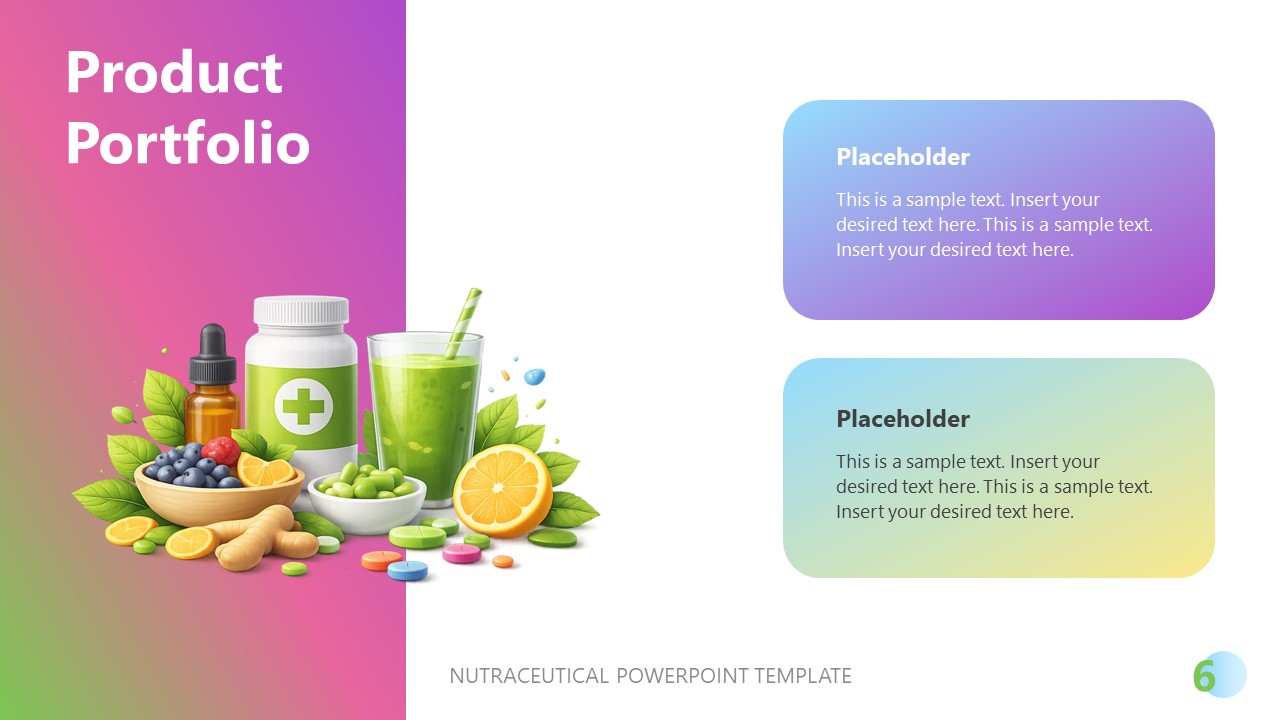 Product
Portfolio
Placeholder
This is a sample text. Insert your
desired text here. This is a sample text.
Insert your desired text here.
Placeholder
This is a sample text. Insert your
desired text here. This is a sample text.
Insert your desired text here.
NUTRACEUTICAL POWERPOINT TEMPLATE
6